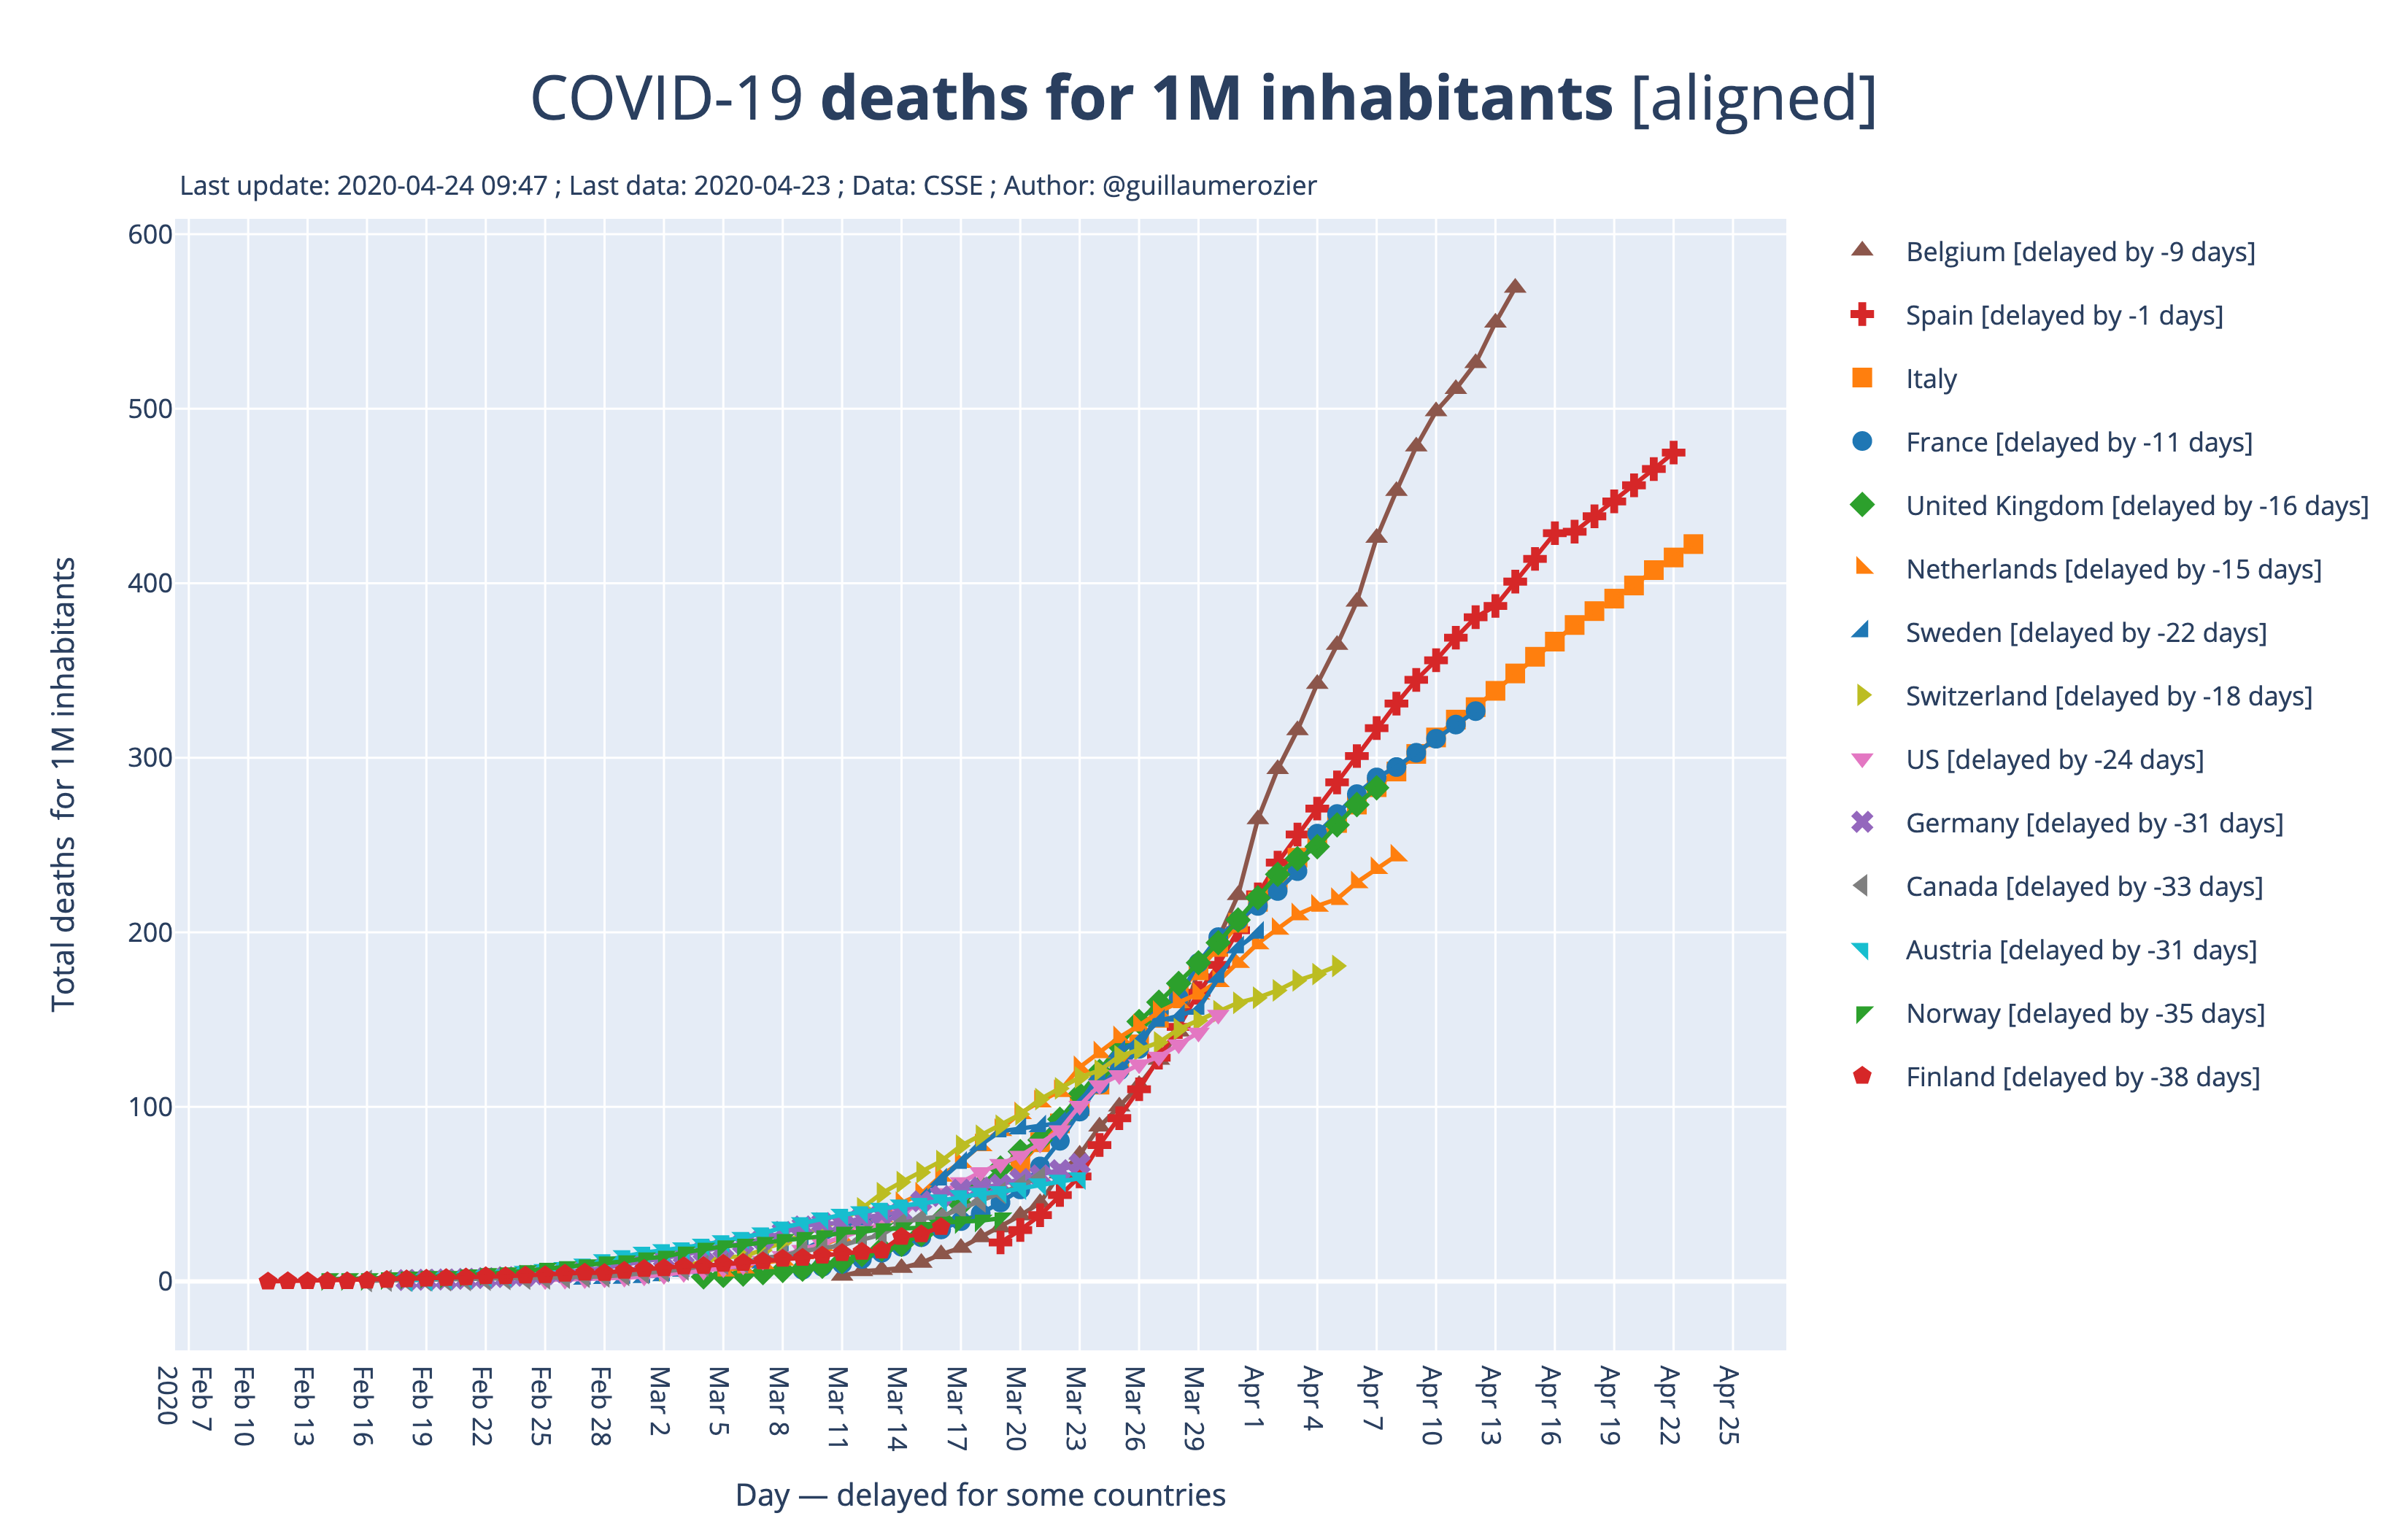 COVID-19 deaths for 1M inhabitants [aligned]
Last update: 2020-04-24 09:47 ; Last data: 2020-04-23 ; Data: CSSE ; Author: @guillaumerozier
Total deaths for 1M inhabitants
600
500
400
300
200
100
0
Feb 7
2020
Feb 10
Feb 13
Feb 16
Feb 19
Feb 22
Feb 25
Feb 28
Mar 2
Mar 5
Mar 8
Mar 11
Mar 14
Mar 17
Mar 20
Mar 23
Mar 26
Mar 29
Apr 1
Apr 4
Apr 7
Apr 10
Apr 13
Apr 16
Apr 19
Apr 22
Apr 25
Day — delayed for some countries
Belgium [delayed by -9 days]
Spain [delayed by -1 days]
Italy
France [delayed by -11 days]
United Kingdom [delayed by -16 days]
Netherlands [delayed by -15 days]
Sweden [delayed by -22 days]
Switzerland [delayed by -18 days]
US [delayed by -24 days]
Germany [delayed by -31 days]
Canada [delayed by -33 days]
Austria [delayed by -31 days]
Norway [delayed by -35 days]
Finland [delayed by -38 days]